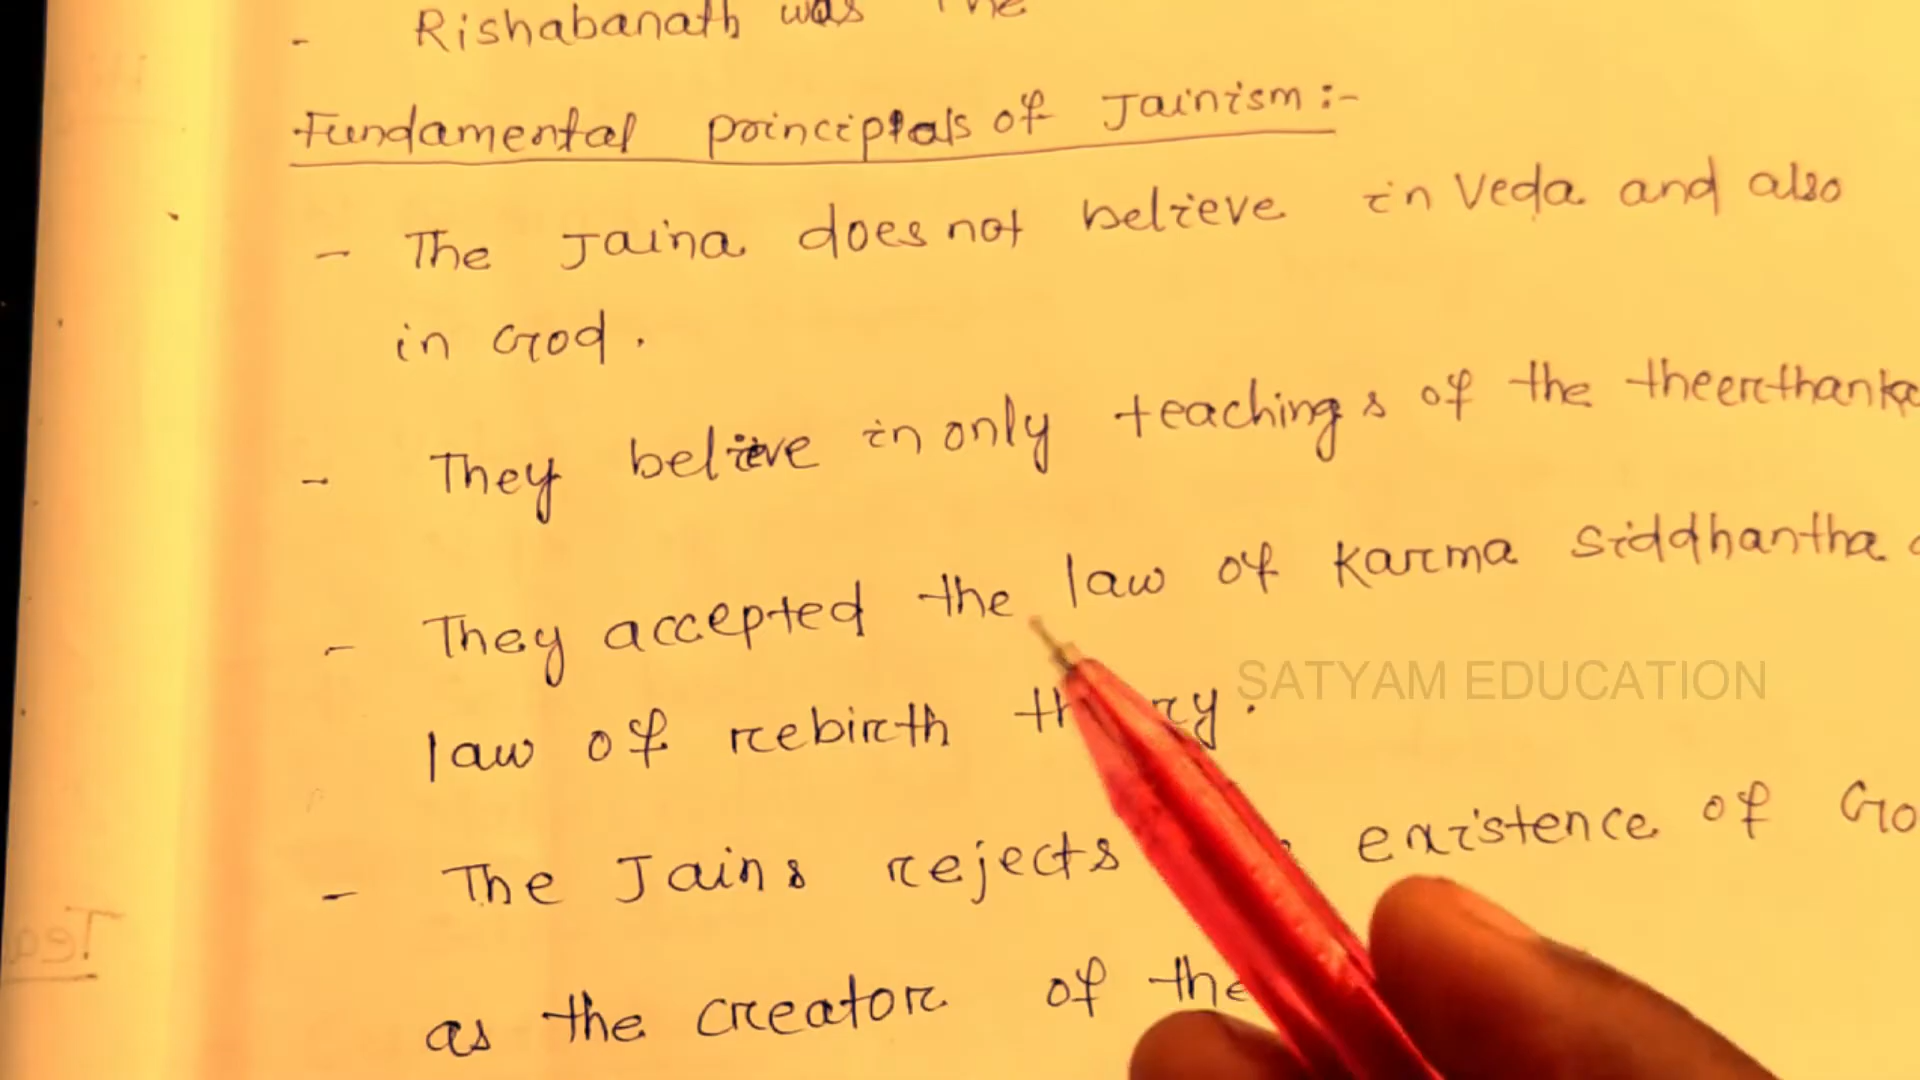 - Rishabanath was the
Fundamental principals of Jainism :-
- The Jaina does not believe in Veda and also
in God .
- They believe in only teachings of the
- They accepted the law of Karma Siddhantha
law of rebirth
SATYAM EDUCATION
- The Jains rejects existence of
as the creator of the